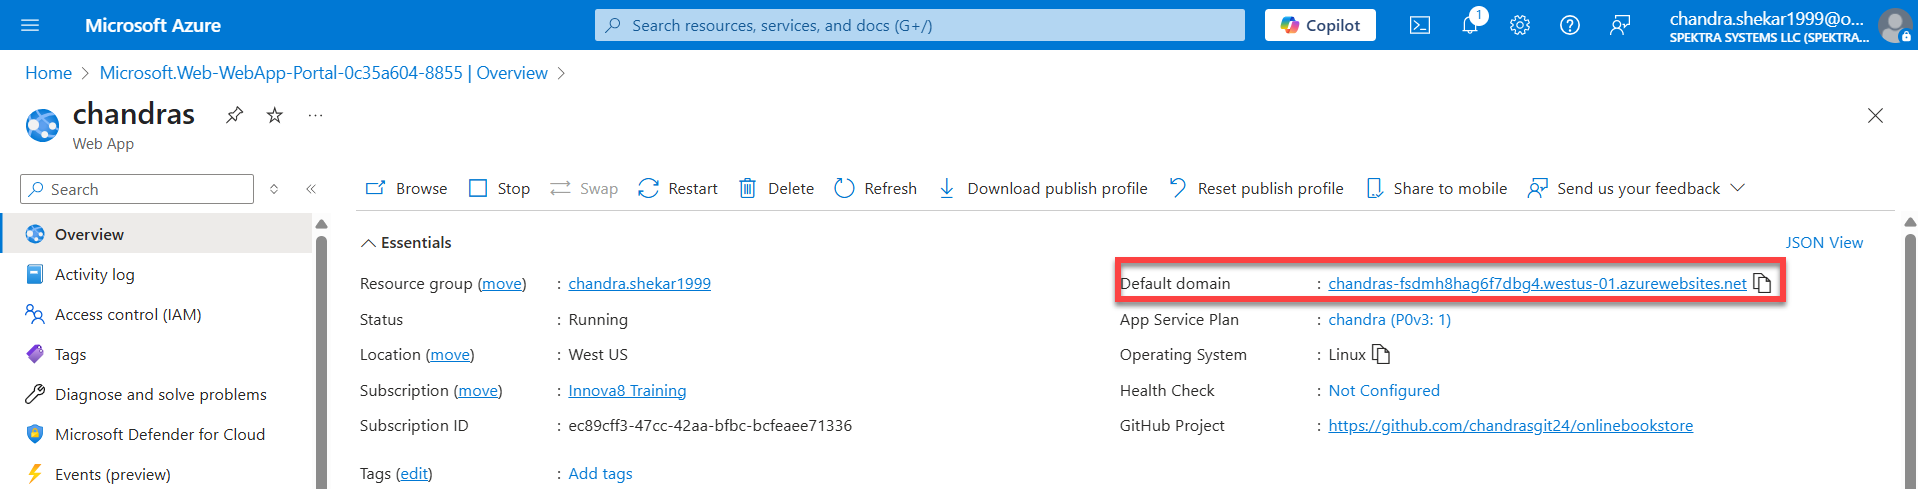 Microsoft Azure
Search resources, services, and docs (G+/)
Copilot
1
chandra.shekar1999@o...
SPEKTRA SYSTEMS LLC (SPEKTRA...
Home > Microsoft.Web-WebApp-Portal-0c35a604-8855 | Overview >
chandras
...
Web App
Search
Browse Stop Swap Restart Delete Refresh Download publish profile Reset publish profile Share to mobile Send us your feedback
Overview
Activity log
Access control (IAM)
Tags
Diagnose and solve problems
Microsoft Defender for Cloud
Events (preview)
Essentials
JSON View
Resource group (move) : chandra.shekar1999
Status : Running
Location (move) : West US
Subscription (move) : Innova8 Training
Subscription ID : ec89cff3-47cc-42aa-bfbc-bcfeaee71336
Tags (edit) : Add tags
Default domain : chandras-fsdmh8hag6f7dbg4.westus-01.azurewebsites.net
App Service Plan : chandra (P0v3: 1)
Operating System : Linux
Health Check : Not Configured
GitHub Project : https://github.com/chandrasgit24/onlinebookstore